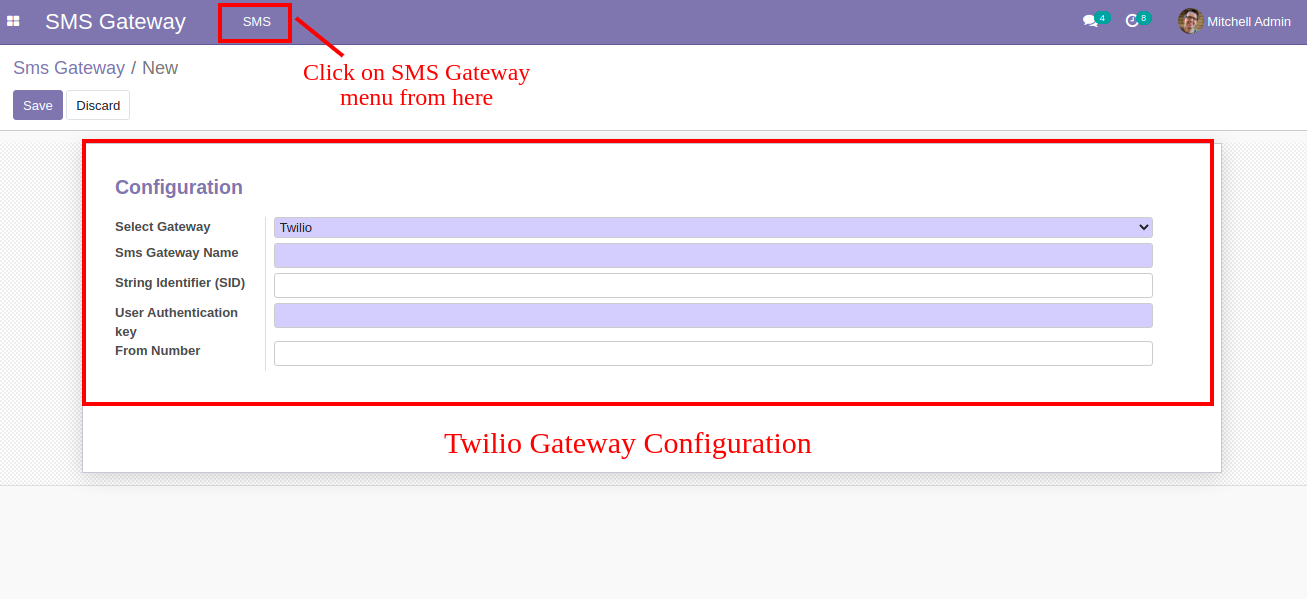 SMS Gateway SMS 4 8 Mitchell Admin
Sms Gateway / New
Click on SMS Gateway
menu from here
Save Discard
Configuration
Select Gateway Twilio
Sms Gateway Name
String Identifier (SID)
User Authentication
key
From Number
Twilio Gateway Configuration